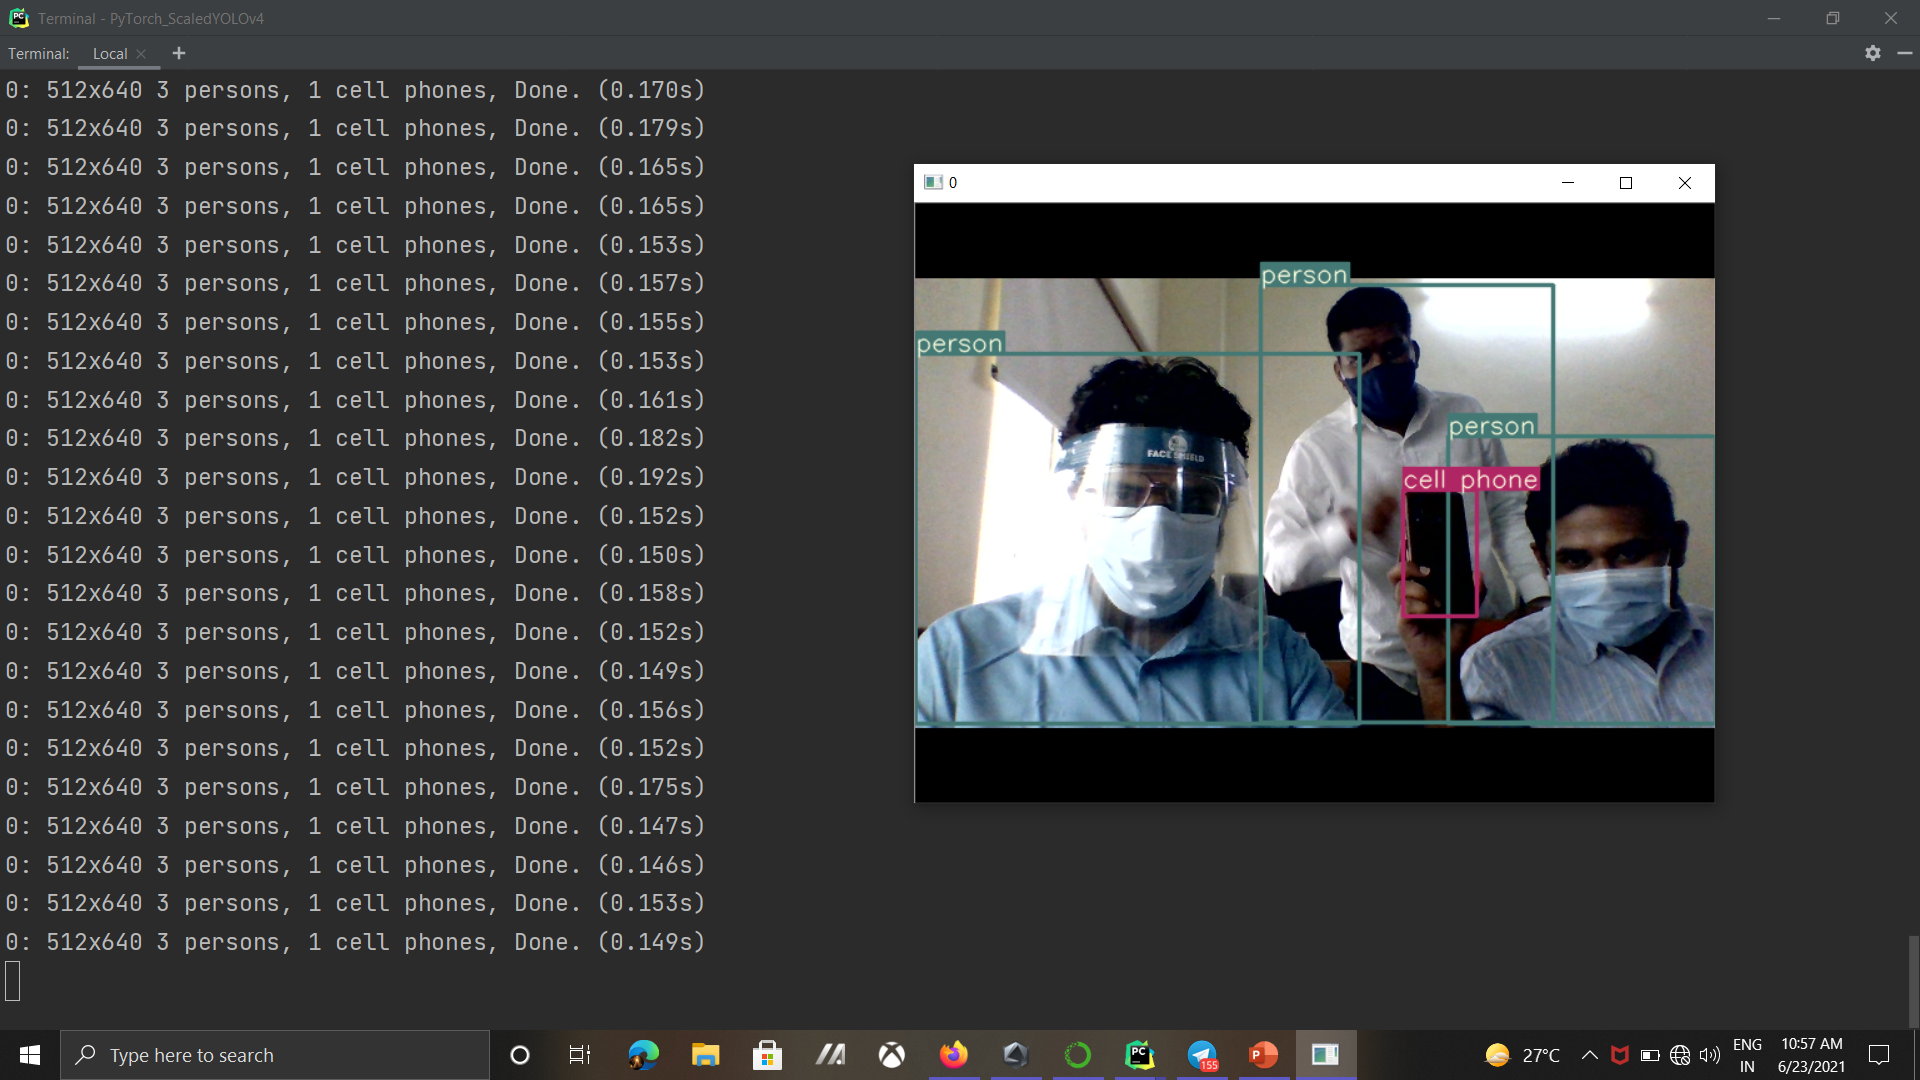 Terminal - PyTorch_ScaledYOLOv4
Terminal: Local
0: 512x640 3 persons, 1 cell phones, Done. (0.170s)
0: 512x640 3 persons, 1 cell phones, Done. (0.179s)
0: 512x640 3 persons, 1 cell phones, Done. (0.165s)
0: 512x640 3 persons, 1 cell phones, Done. (0.165s)
0: 512x640 3 persons, 1 cell phones, Done. (0.153s)
0: 512x640 3 persons, 1 cell phones, Done. (0.157s)
0: 512x640 3 persons, 1 cell phones, Done. (0.155s)
0: 512x640 3 persons, 1 cell phones, Done. (0.153s)
0: 512x640 3 persons, 1 cell phones, Done. (0.161s)
0: 512x640 3 persons, 1 cell phones, Done. (0.182s)
0: 512x640 3 persons, 1 cell phones, Done. (0.192s)
0: 512x640 3 persons, 1 cell phones, Done. (0.152s)
0: 512x640 3 persons, 1 cell phones, Done. (0.150s)
0: 512x640 3 persons, 1 cell phones, Done. (0.158s)
0: 512x640 3 persons, 1 cell phones, Done. (0.152s)
0: 512x640 3 persons, 1 cell phones, Done. (0.149s)
0: 512x640 3 persons, 1 cell phones, Done. (0.156s)
0: 512x640 3 persons, 1 cell phones, Done. (0.152s)
0: 512x640 3 persons, 1 cell phones, Done. (0.175s)
0: 512x640 3 persons, 1 cell phones, Done. (0.147s)
0: 512x640 3 persons, 1 cell phones, Done. (0.146s)
0: 512x640 3 persons, 1 cell phones, Done. (0.153s)
0: 512x640 3 persons, 1 cell phones, Done. (0.149s)
0
person
person
person
FACE SHIELD
cell phone
Type here to search
PC
155
P
27°C
ENG
IN
10:57 AM
6/23/2021